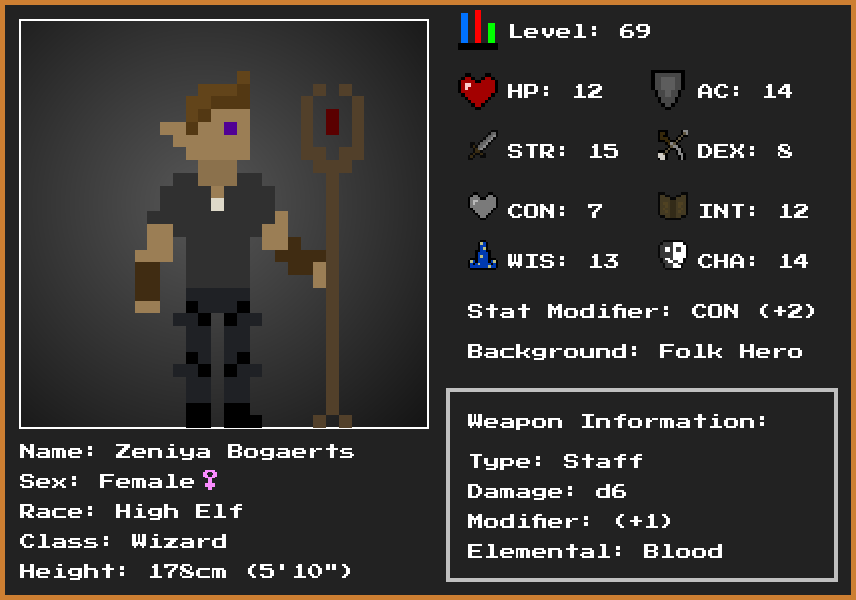 Level: 69
HP: 12 AC: 14
STR: 15 DEX: 8
CON: 7 INT: 12
WIS: 13 CHA: 14
Stat Modifier: CON (+2)
Background: Folk Hero
Weapon Information:
Type: Staff
Damage: d6
Modifier: (+1)
Elemental: Blood
Name: Zeniya Bogaerts
Sex: Female♀
Race: High Elf
Class: Wizard
Height: 178cm (5'10")